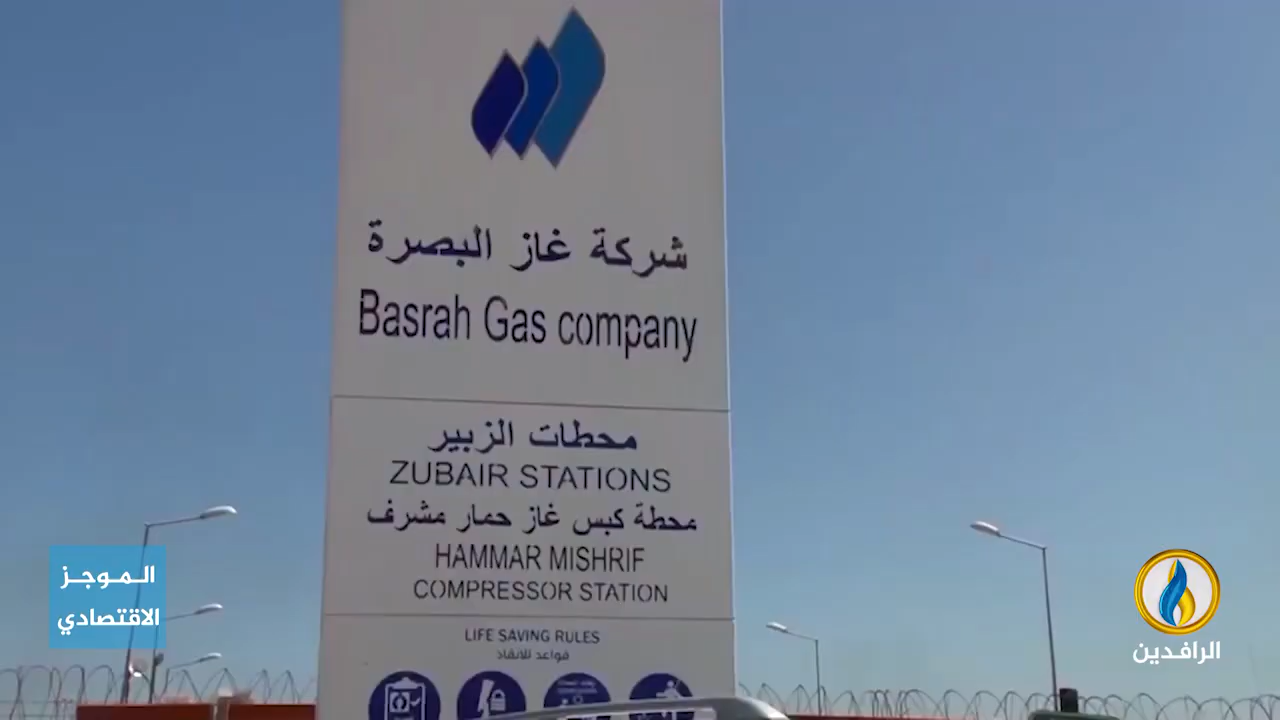 شركة غاز البصرة
Basrah Gas company
محطات الزبير
ZUBAIR STATIONS
محطة كبس غاز حمار مشرف
HAMMAR MISHRIF
COMPRESSOR STATION
LIFE SAVING RULES
قواعد للانقاذ
الموجز
الاقتصادي
الرافدين